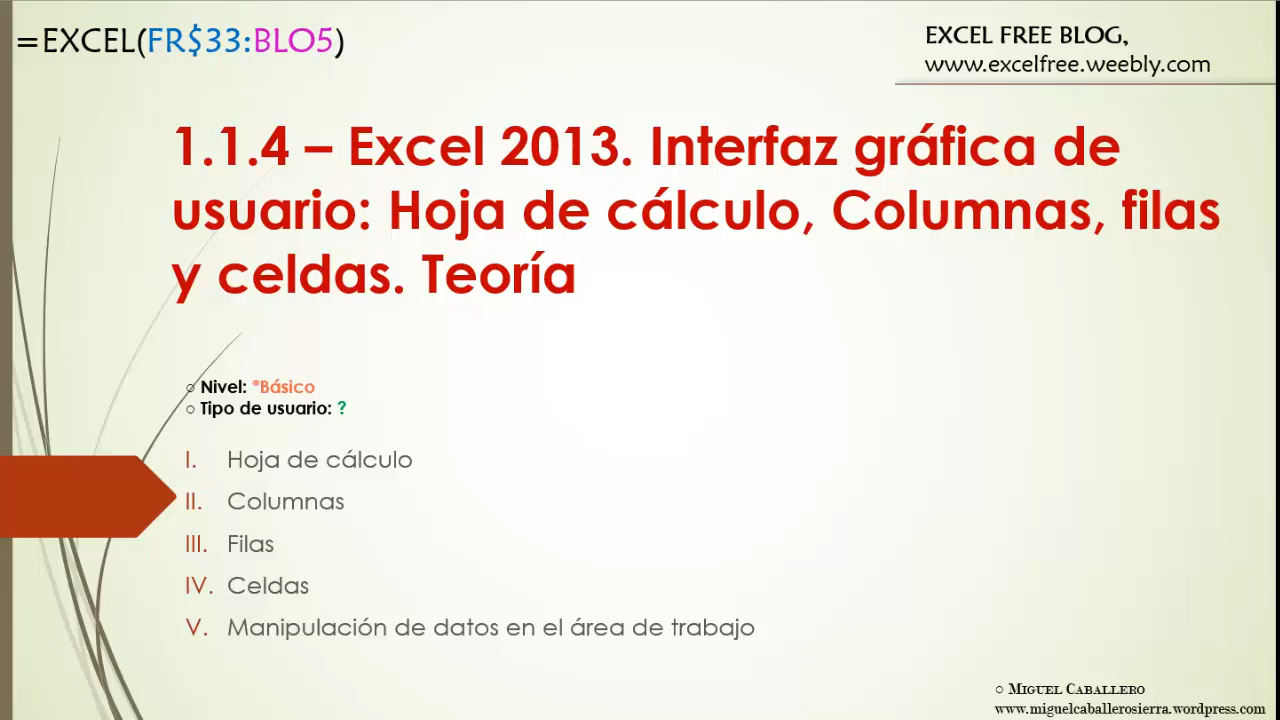 =EXCEL(FR$33:BLO5)
EXCEL FREE BLOG,
www.excelfree.weebly.com
1.1.4 – Excel 2013. Interfaz gráfica de
usuario: Hoja de cálculo, Columnas, filas
y celdas. Teoría
○ Nivel: *Básico
○ Tipo de usuario: ?
I. Hoja de cálculo
II. Columnas
III. Filas
IV. Celdas
V. Manipulación de datos en el área de trabajo
○ Miguel Caballero
www.miguelcaballerosierra.wordpress.com